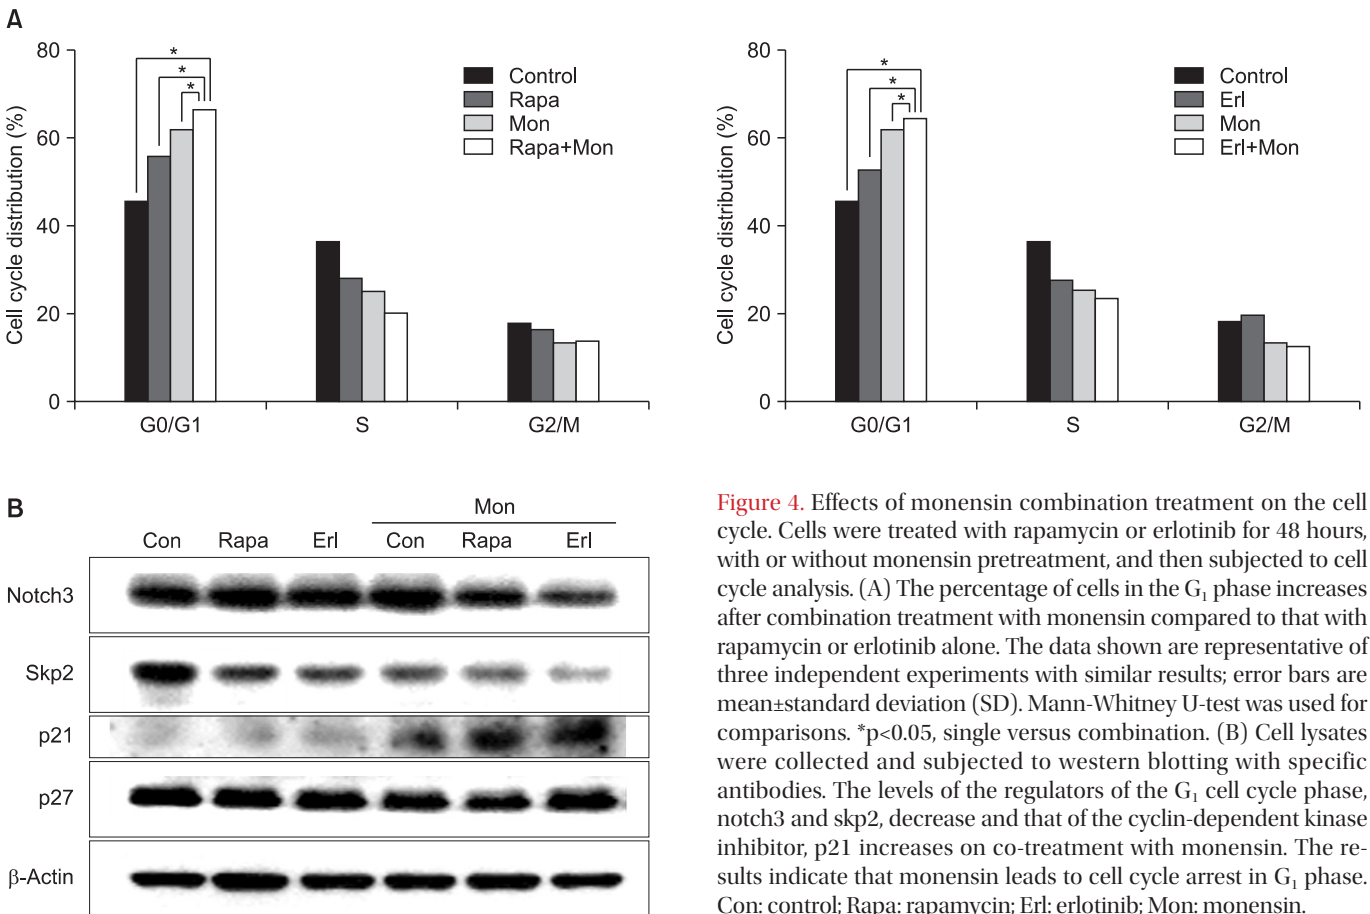 A
80
60
40
20
0
Cell cycle distribution (%)
* 
*
*
Control
Rapa
Mon
Rapa+Mon
G0/G1 S G2/M
80
60
40
20
0
Cell cycle distribution (%)
*
*
*
Control
Erl
Mon
Erl+Mon
G0/G1 S G2/M
B
Mon
Con Rapa Erl Con Rapa Erl
Notch3
Skp2
p21
p27
β-Actin
Figure 4. Effects of monensin combination treatment on the cell
cycle. Cells were treated with rapamycin or erlotinib for 48 hours,
with or without monensin pretreatment, and then subjected to cell
cycle analysis. (A) The percentage of cells in the G₁ phase increases
after combination treatment with monensin compared to that with
rapamycin or erlotinib alone. The data shown are representative of
three independent experiments with similar results; error bars are
mean±standard deviation (SD). Mann-Whitney U-test was used for
comparisons. *p<0.05, single versus combination. (B) Cell lysates
were collected and subjected to western blotting with specific
antibodies. The levels of the regulators of the G₁ cell cycle phase,
notch3 and skp2, decrease and that of the cyclin-dependent kinase
inhibitor, p21 increases on co-treatment with monensin. The re-
sults indicate that monensin leads to cell cycle arrest in G₁ phase.
Con: control; Rapa: rapamycin; Erl: erlotinib; Mon: monensin.